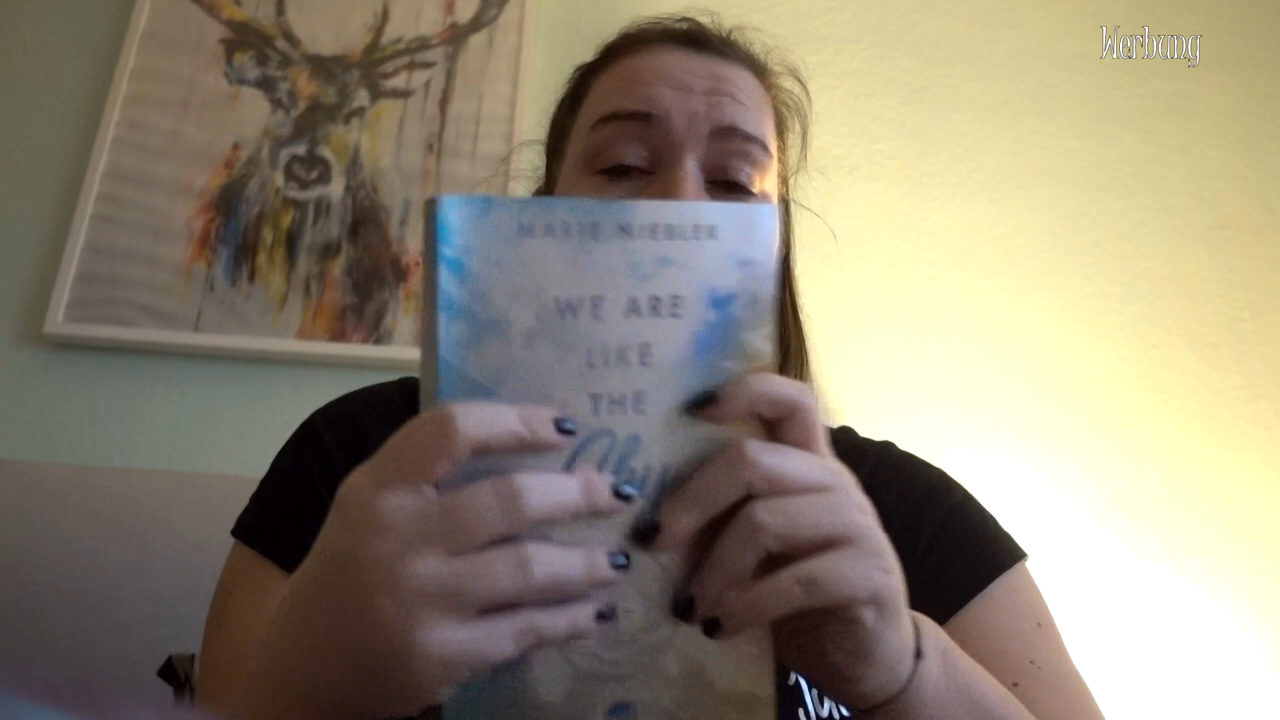 Werbung
MARIE NIEBLER
WE ARE
LIKE
THE